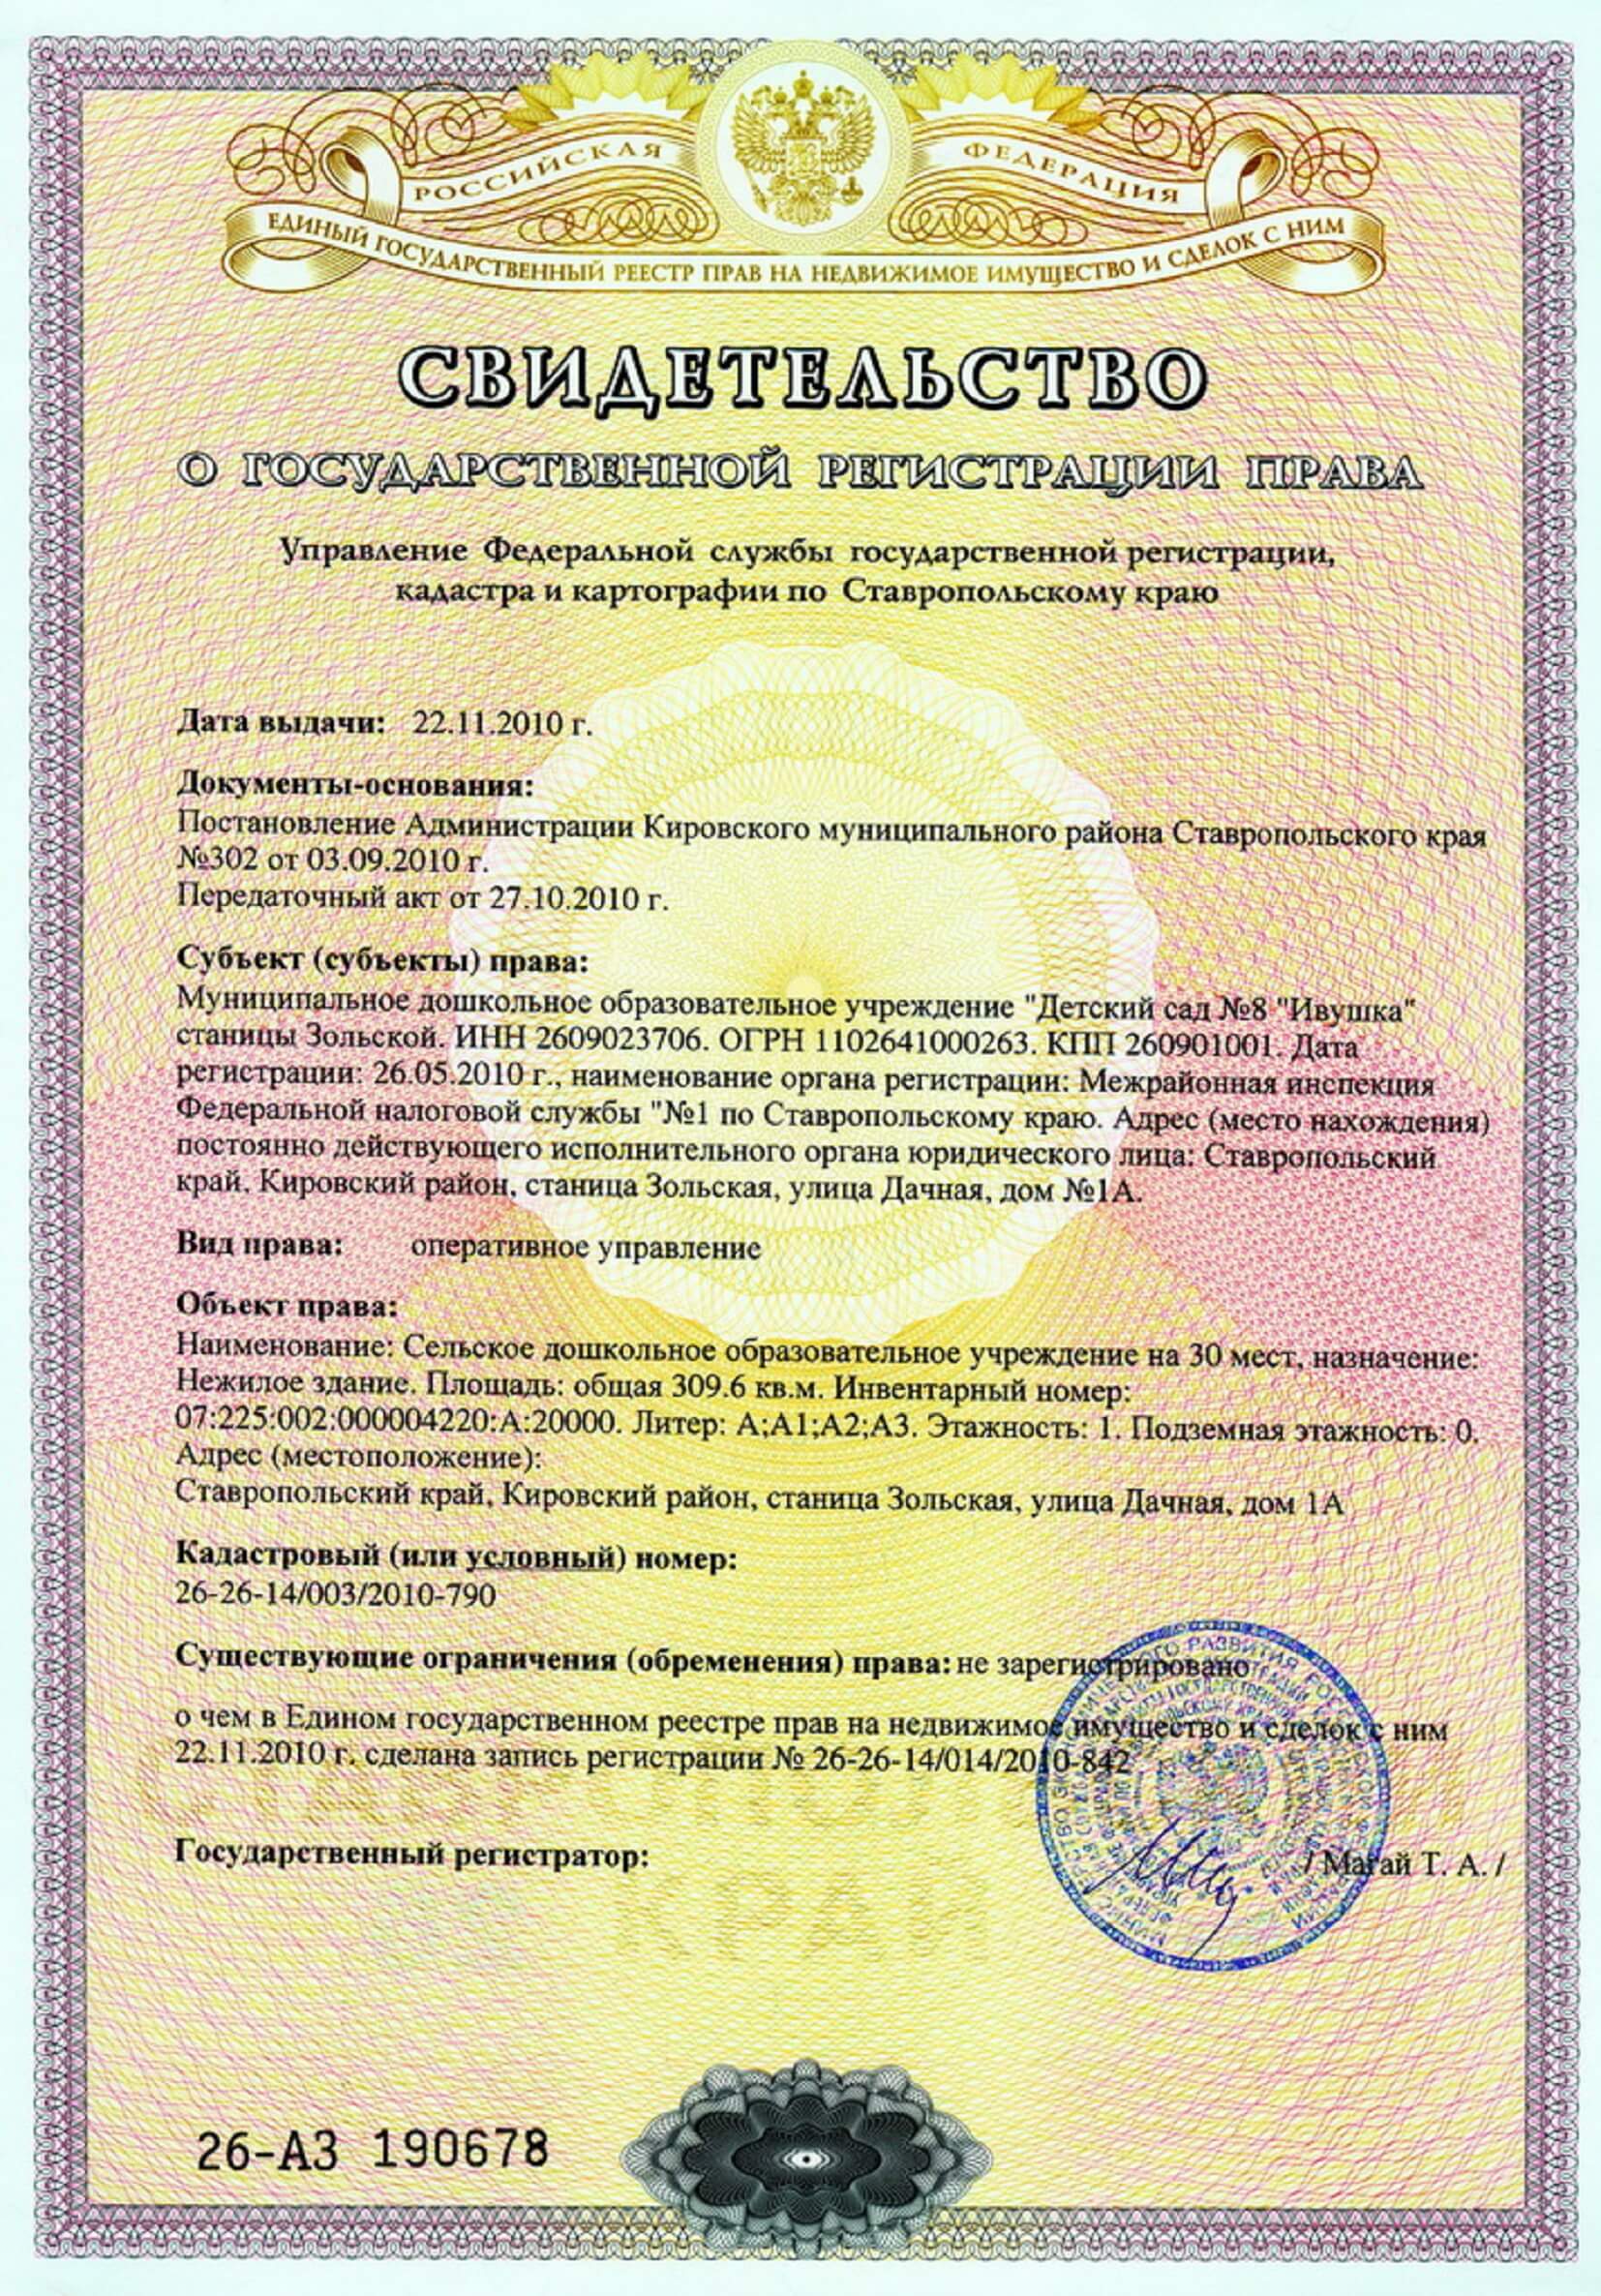 РОССИЙСКАЯ ФЕДЕРАЦИЯ
ЕДИНЫЙ ГОСУДАРСТВЕННЫЙ РЕЕСТР ПРАВ НА НЕДВИЖИМОЕ ИМУЩЕСТВО И СДЕЛОК С НИМ
СВИДЕТЕЛЬСТВО
О ГОСУДАРСТВЕННОЙ РЕГИСТРАЦИИ ПРАВА
Управление Федеральной службы государственной регистрации,
кадастра и картографии по Ставропольскому краю
Дата выдачи: 22.11.2010 г.
Документы-основания:
Постановление Администрации Кировского муниципального района Ставропольского края
№302 от 03.09.2010 г.
Передаточный акт от 27.10.2010 г.
Субъект (субъекты) права:
Муниципальное дошкольное образовательное учреждение "Детский сад №8 "Ивушка"
станицы Зольской. ИНН 2609023706. ОГРН 1102641000263. КПП 260901001. Дата
регистрации: 26.05.2010 г., наименование органа регистрации: Межрайонная инспекция
Федеральной налоговой службы "№1 по Ставропольскому краю. Адрес (место нахождения)
постоянно действующего исполнительного органа юридического лица: Ставропольский
край, Кировский район, станица Зольская, улица Дачная, дом №1А.
Вид права: оперативное управление
Объект права:
Наименование: Сельское дошкольное образовательное учреждение на 30 мест, назначение:
Нежилое здание. Площадь: общая 309.6 кв.м. Инвентарный номер:
07:225:002:000004220:А:20000. Литер: А;А1;А2;А3. Этажность: 1. Подземная этажность: 0.
Адрес (местоположение):
Ставропольский край, Кировский район, станица Зольская, улица Дачная, дом 1А
Кадастровый (или условный) номер:
26-26-14/003/2010-790
Существующие ограничения (обременения) права: не зарегистрировано
о чем в Едином государственном реестре прав на недвижимое имущество и сделок с ним
22.11.2010 г. сделана запись регистрации № 26-26-14/014/2010-842
Государственный регистратор: / Магай Т. А. /
КРАЙ
26-АЗ 190678